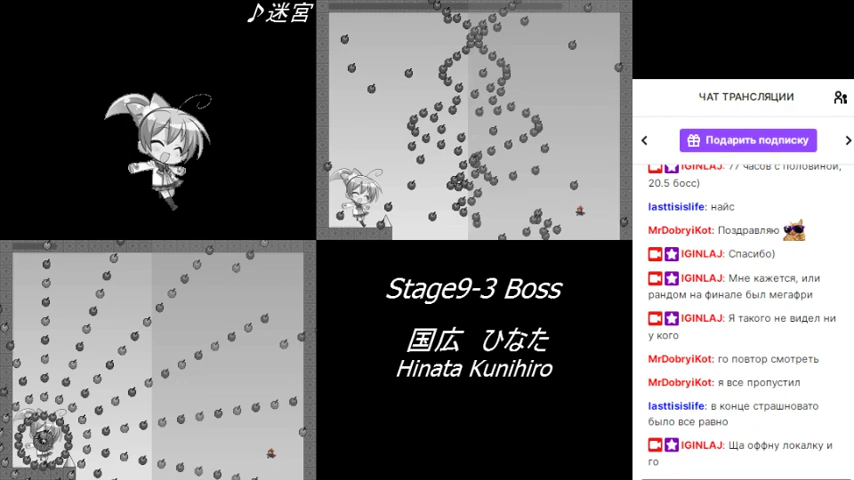 ♪迷宮
Stage9-3 Boss
国広 ひなた
Hinata Kunihiro
ЧАТ ТРАНСЛЯЦИИ
Подарить подписку
IGINLAJ: 77 часов с половиной,
20.5 босс)
lasttisislife: найс
MrDobryiKot: Поздравляю
IGINLAJ: Спасибо)
IGINLAJ: Мне кажется, или
рандом на финале был мегафри
IGINLAJ: Я такого не видел ни
у кого
MrDobryiKot: го повтор смотреть
MrDobryiKot: я все пропустил
lasttisislife: в конце страшновато
было все равно
IGINLAJ: Ща оффну локалку и
го